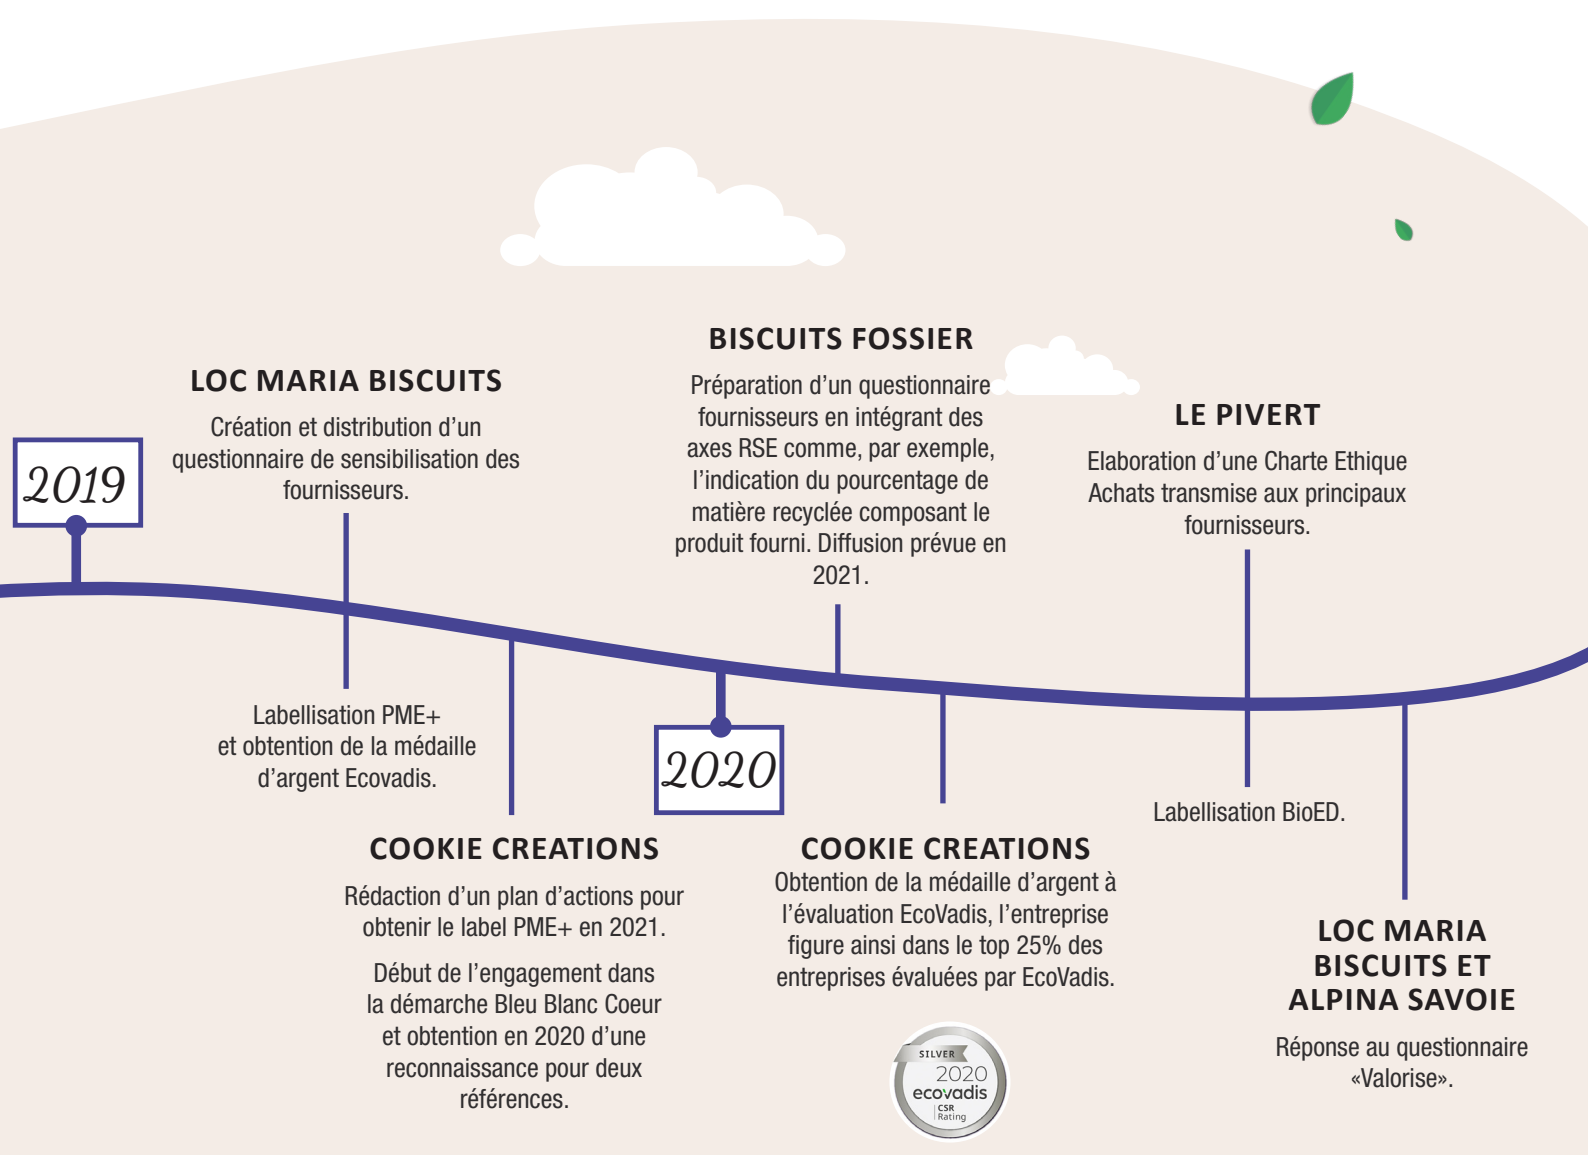 2019
LOC MARIA BISCUITS
Création et distribution d’un
questionnaire de sensibilisation des
fournisseurs.
Labellisation PME+
et obtention de la médaille
d’argent Ecovadis.
COOKIE CREATIONS
Rédaction d’un plan d’actions pour
obtenir le label PME+ en 2021.
Début de l’engagement dans
la démarche Bleu Blanc Coeur
et obtention en 2020 d’une
reconnaissance pour deux
références.
2020
BISCUITS FOSSIER
Préparation d’un questionnaire
fournisseurs en intégrant des
axes RSE comme, par exemple,
l’indication du pourcentage de
matière recyclée composant le
produit fourni. Diffusion prévue en
2021.
COOKIE CREATIONS
Obtention de la médaille d’argent à
l’évaluation EcoVadis, l’entreprise
figure ainsi dans le top 25% des
entreprises évaluées par EcoVadis.
SILVER
2020
ecovadis
CSR
Rating
LE PIVERT
Elaboration d’une Charte Ethique
Achats transmise aux principaux
fournisseurs.
Labellisation BioED.
LOC MARIA
BISCUITS ET
ALPINA SAVOIE
Réponse au questionnaire
«Valorise».